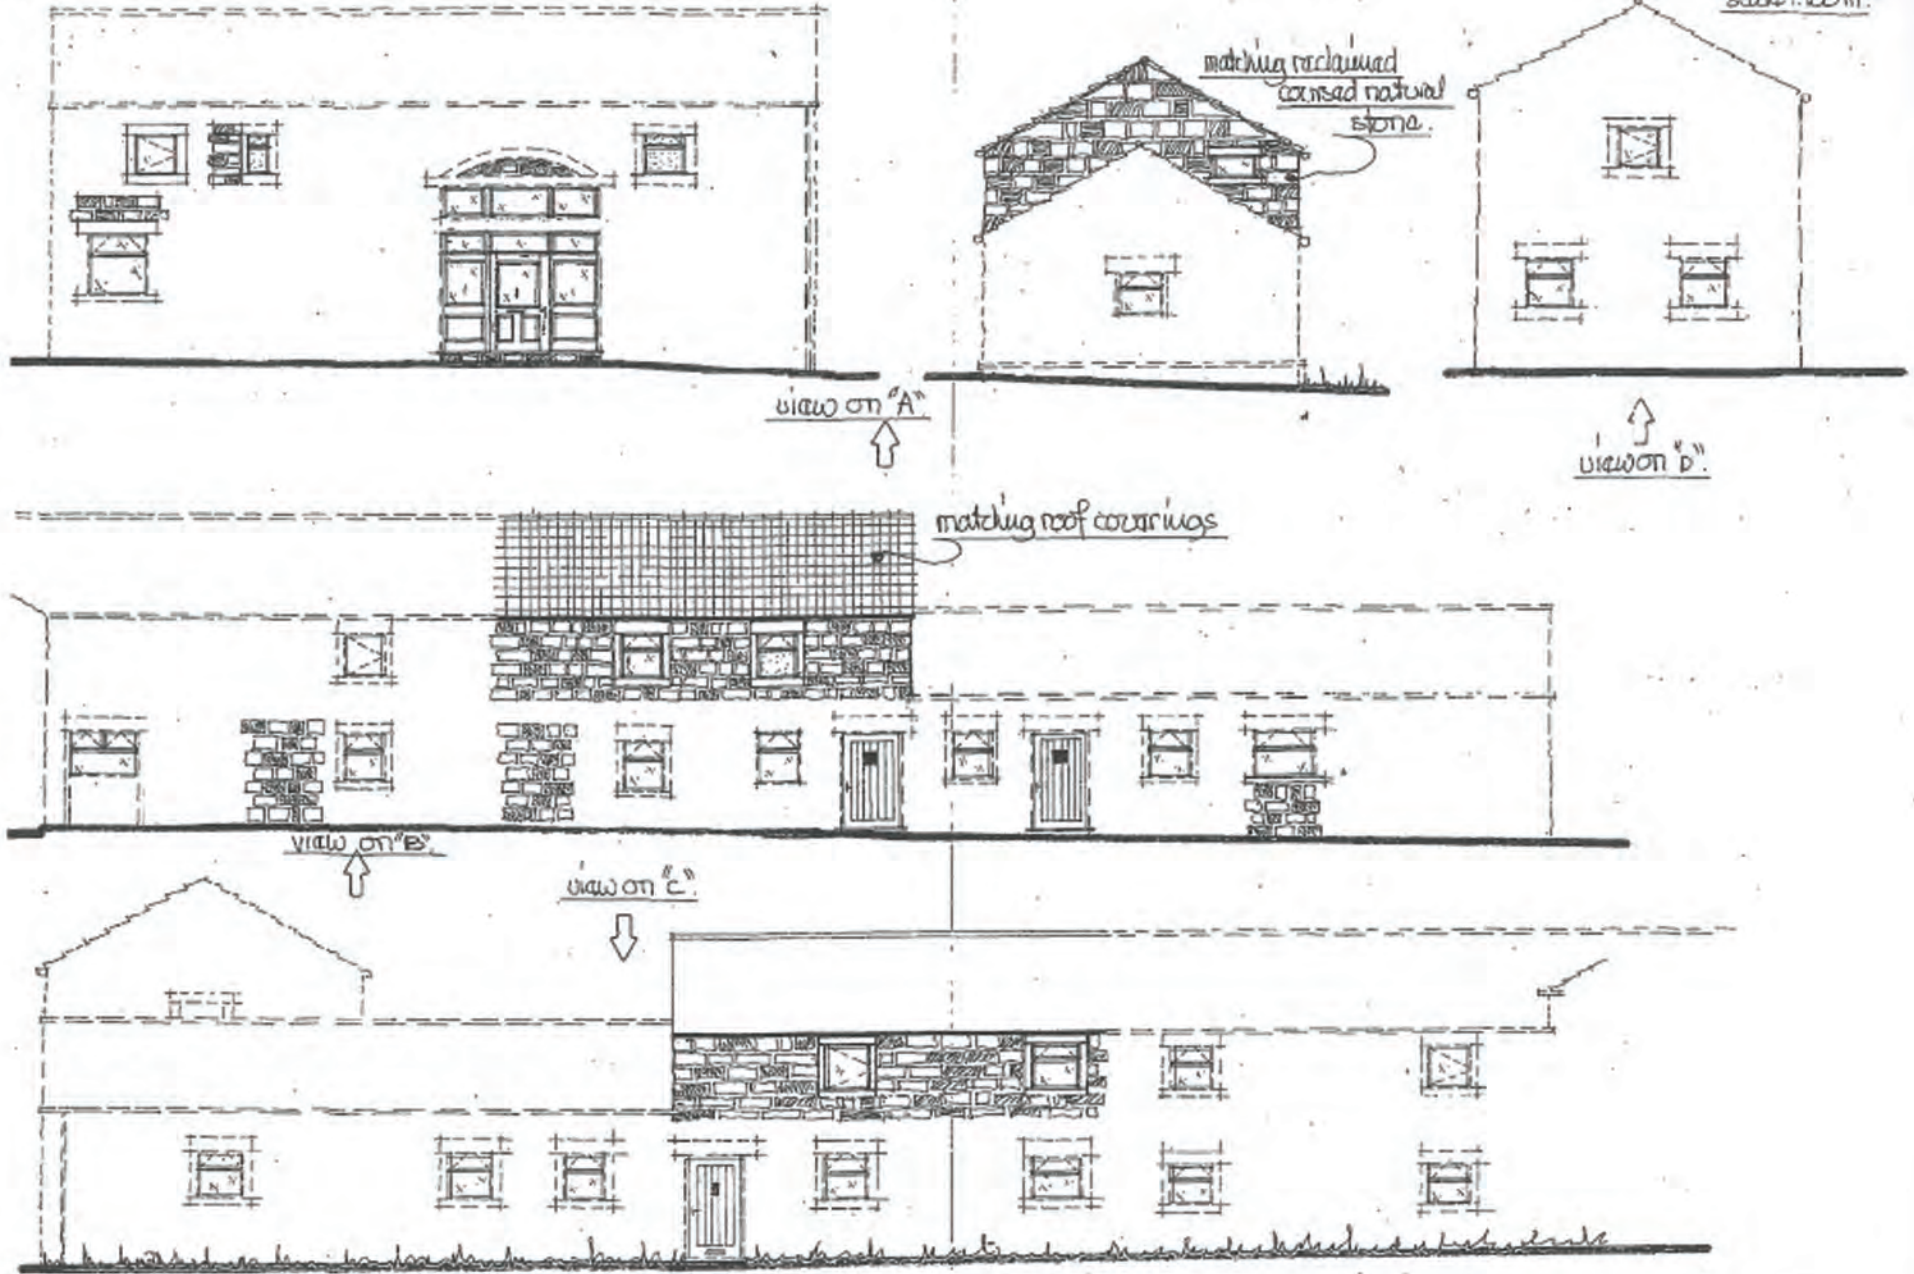 matching reclaimed
coursed natural
stone.
view on "A"
view on "D".
matching roof coverings
view on "B".
view on "C".